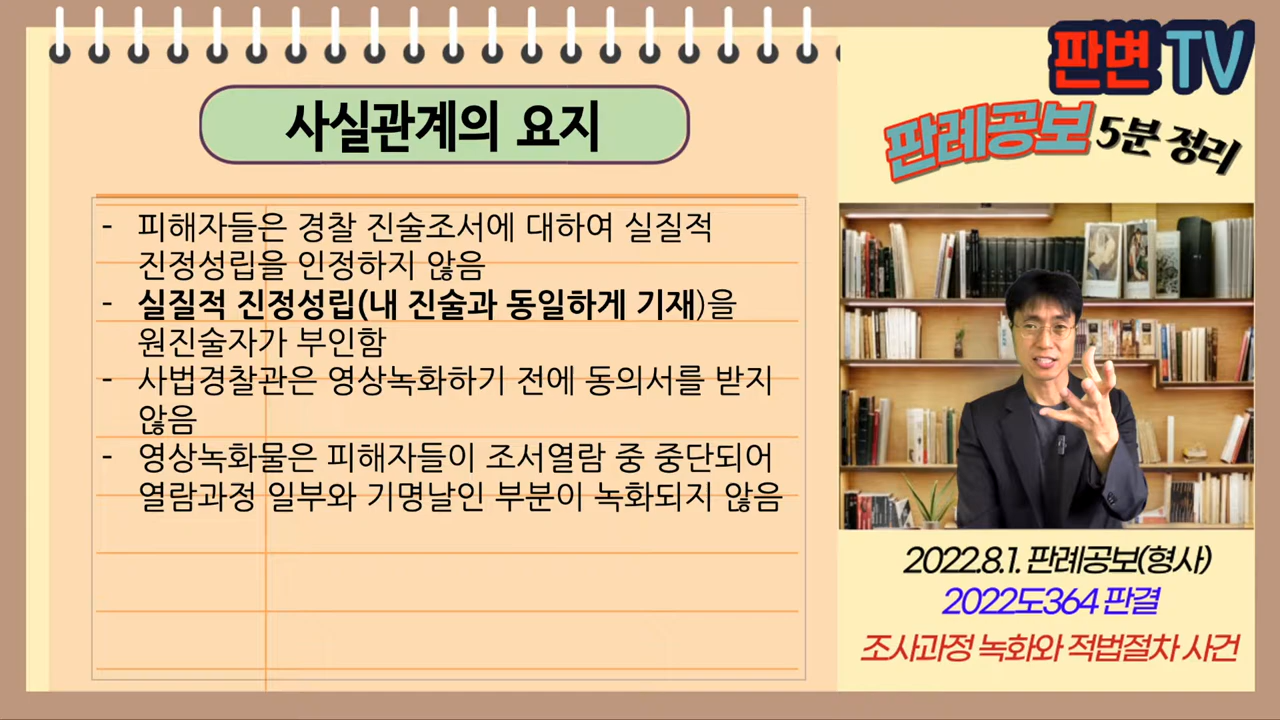 사실관계의 요지
- 피해자들은 경찰 진술조서에 대하여 실질적
진정성립을 인정하지 않음
- 실질적 진정성립(내 진술과 동일하게 기재)을
원진술자가 부인함
- 사법경찰관은 영상녹화하기 전에 동의서를 받지
않음
- 영상녹화물은 피해자들이 조서열람 중 중단되어
열람과정 일부와 기명날인 부분이 녹화되지 않음
판변 TV
판례공보 5분 정리
2022.8.1. 판례공보(형사)
2022도364 판결
조사과정 녹화와 적법절차 사건